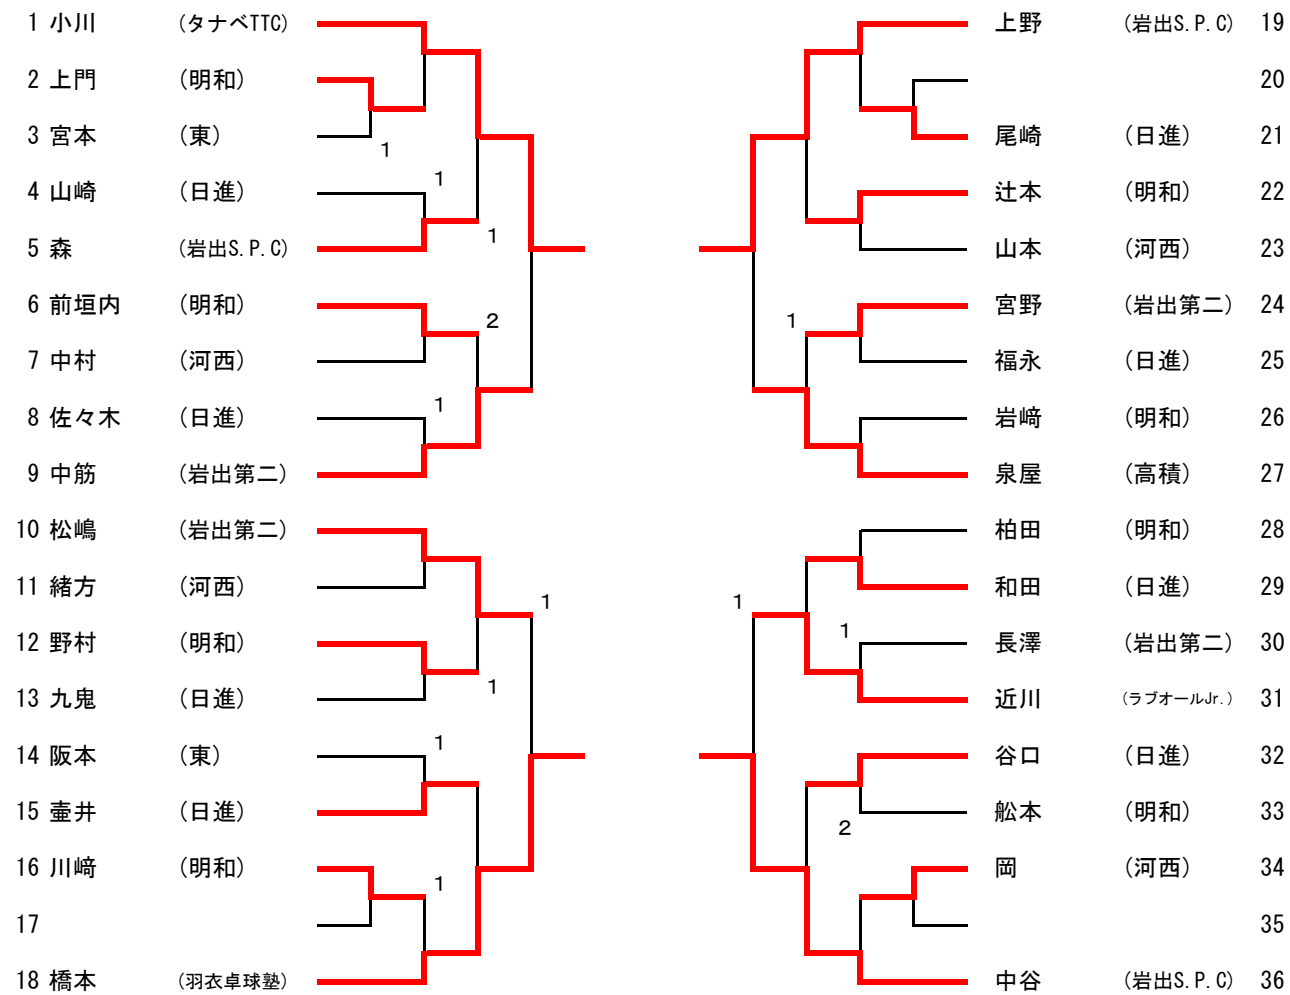 1 小川 (タナベTTC)
2 上門 (明和)
3 宮本 (東)
1
4 山崎 (日進)
1
5 森 (岩出S.P.C)
1
6 前垣内 (明和)
2
7 中村 (河西)
8 佐々木 (日進)
1
9 中筋 (岩出第二)
10 松嶋 (岩出第二)
11 緒方 (河西)
1
12 野村 (明和)
13 九鬼 (日進)
1
14 阪本 (東)
1
15 壷井 (日進)
16 川﨑 (明和)
1
17
18 橋本 (羽衣卓球塾)
上野 (岩出S.P.C) 19
20
尾崎 (日進) 21
辻本 (明和) 22
山本 (河西) 23
宮野 (岩出第二) 24
1
福永 (日進) 25
岩﨑 (明和) 26
泉屋 (高積) 27
柏田 (明和) 28
和田 (日進) 29
1
長澤 (岩出第二) 30
1
近川 (ラブオールJr.) 31
谷口 (日進) 32
舩本 (明和) 33
2
岡 (河西) 34
35
中谷 (岩出S.P.C) 36